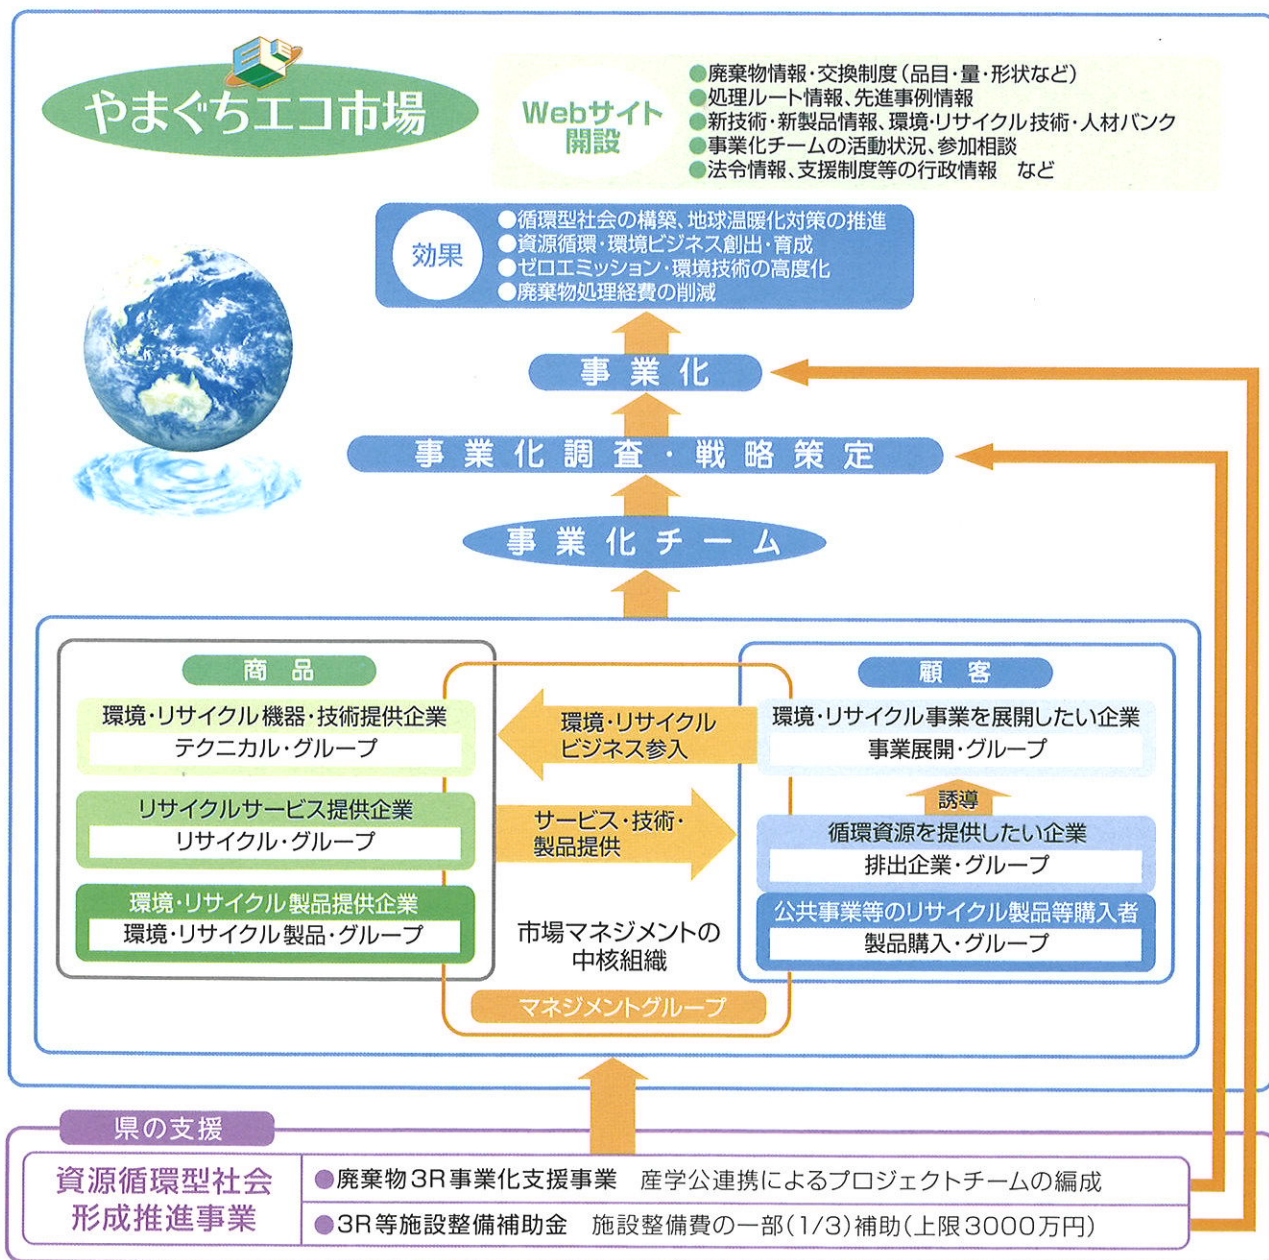 やまぐちエコ市場
Webサイト
開設
●廃棄物情報・交換制度(品目・量・形状など)
●処理ルート情報、先進事例情報
●新技術・新製品情報、環境・リサイクル技術・人材バンク
●事業化チームの活動状況、参加相談
●法令情報、支援制度等の行政情報 など
効果
●循環型社会の構築、地球温暖化対策の推進
●資源循環・環境ビジネス創出・育成
●ゼロエミッション・環境技術の高度化
●廃棄物処理経費の削減
事業化
事業化調査・戦略策定
事業化チーム
商品
環境・リサイクル機器・技術提供企業
テクニカル・グループ
リサイクルサービス提供企業
リサイクル・グループ
環境・リサイクル製品提供企業
環境・リサイクル製品・グループ
環境・リサイクル
ビジネス参入
サービス・技術・
製品提供
市場マネジメントの
中核組織
マネジメントグループ
顧客
環境・リサイクル事業を展開したい企業
事業展開・グループ
誘導
循環資源を提供したい企業
排出企業・グループ
公共事業等のリサイクル製品等購入者
製品購入・グループ
県の支援
資源循環型社会
形成推進事業
●廃棄物3R事業化支援事業 産学公連携によるプロジェクトチームの編成
●3R等施設整備補助金 施設整備費の一部(1/3)補助(上限3000万円)